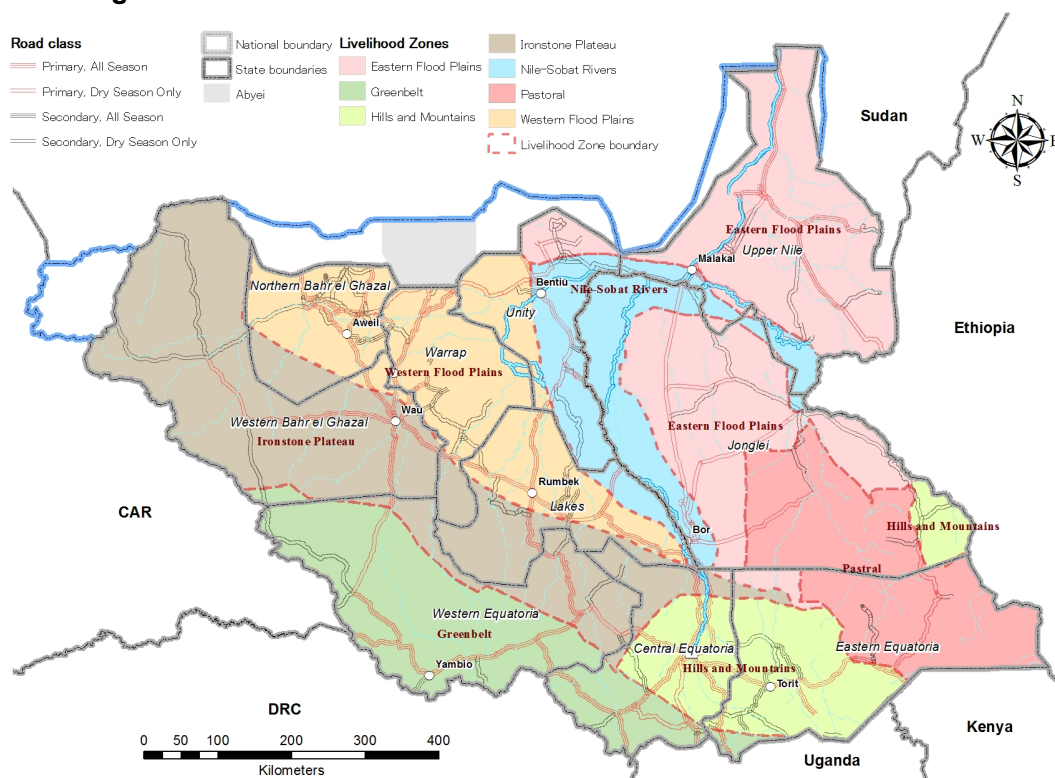 Road class
Primary, All Season
Primary, Dry Season Only
Secondary, All Season
Secondary, Dry Season Only
National boundary
State boundaries
Abyei
Livelihood Zones
Eastern Flood Plains
Greenbelt
Hills and Mountains
Ironstone Plateau
Nile-Sobat Rivers
Pastoral
Western Flood Plains
Livelihood Zone boundary
N
W
E
S
Sudan
Eastern Flood Plains
Upper Nile
Malakal
Northern Bahr el Ghazal
Bentiu
Nile-Sobat Rivers
Unity
Aweil
Ethiopia
Warrap
Western Flood Plains
Wau
Western Bahr el Ghazal
Ironstone Plateau
Eastern Flood Plains
Jonglei
Rumbek
Lakes
CAR
Bor
Hills and Mountains
Pastral
Western Equatoria
Greenbelt
Central Equatoria
Eastern Equatoria
Hills and Mountains
Yambio
Torit
DRC
Kenya
Uganda
0 50 100 200 300 400
Kilometers